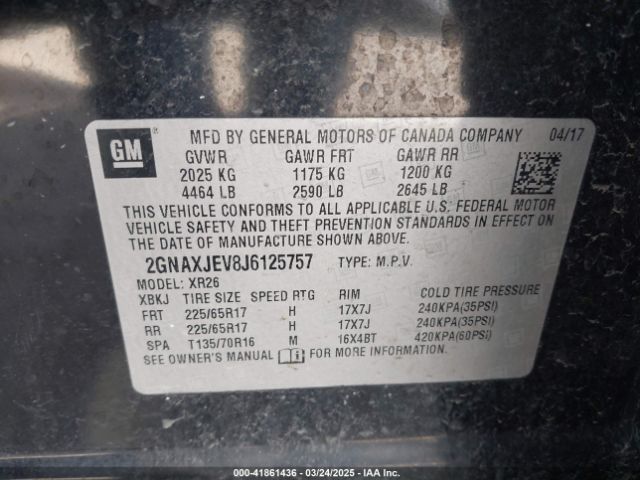 GM ®
MFD BY GENERAL MOTORS OF CANADA COMPANY 04/17
GVWR GAWR FRT GAWR RR
2025 KG 1175 KG 1200 KG
4464 LB 2590 LB 2645 LB
THIS VEHICLE CONFORMS TO ALL APPLICABLE U.S. FEDERAL MOTOR
VEHICLE SAFETY AND THEFT PREVENTION STANDARDS IN EFFECT ON
THE DATE OF MANUFACTURE SHOWN ABOVE.
2GNAXJEV8J6125757 TYPE: M.P.V.
MODEL: XR26
XBKJ TIRE SIZE SPEED RTG RIM COLD TIRE PRESSURE
FRT 225/65R17 H 17X7J 240KPA(35PSI)
RR 225/65R17 H 17X7J 240KPA(35PSI)
SPA T135/70R16 M 16X4BT 420KPA(60PSI)
SEE OWNER'S MANUAL FOR MORE INFORMATION.
000-41861436 - 03/24/2025 - IAA Inc.